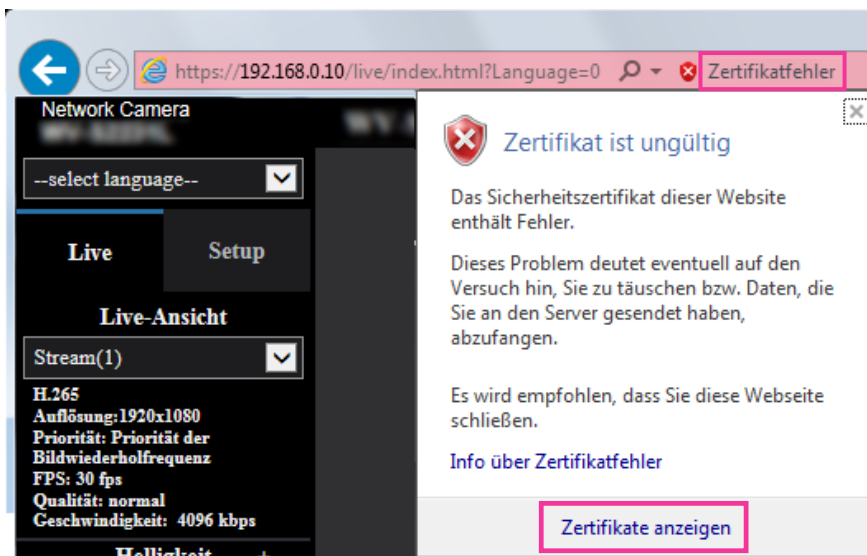 https://192.168.0.10/live/index.html?Language=0 Zertifikatfehler
Network Camera
--select language--
Live Setup
Live-Ansicht
Stream(1)
H.265
Auflösung:1920x1080
Priorität: Priorität der
Bildwiederholfrequenz
FPS: 30 fps
Qualität: normal
Geschwindigkeit: 4096 kbps
Helligkeit +
Zertifikat ist ungültig
Das Sicherheitszertifikat dieser Website
enthält Fehler.
Dieses Problem deutet eventuell auf den
Versuch hin, Sie zu täuschen bzw. Daten, die
Sie an den Server gesendet haben,
abzufangen.
Es wird empfohlen, dass Sie diese Webseite
schließen.
Info über Zertifikatfehler
Zertifikate anzeigen